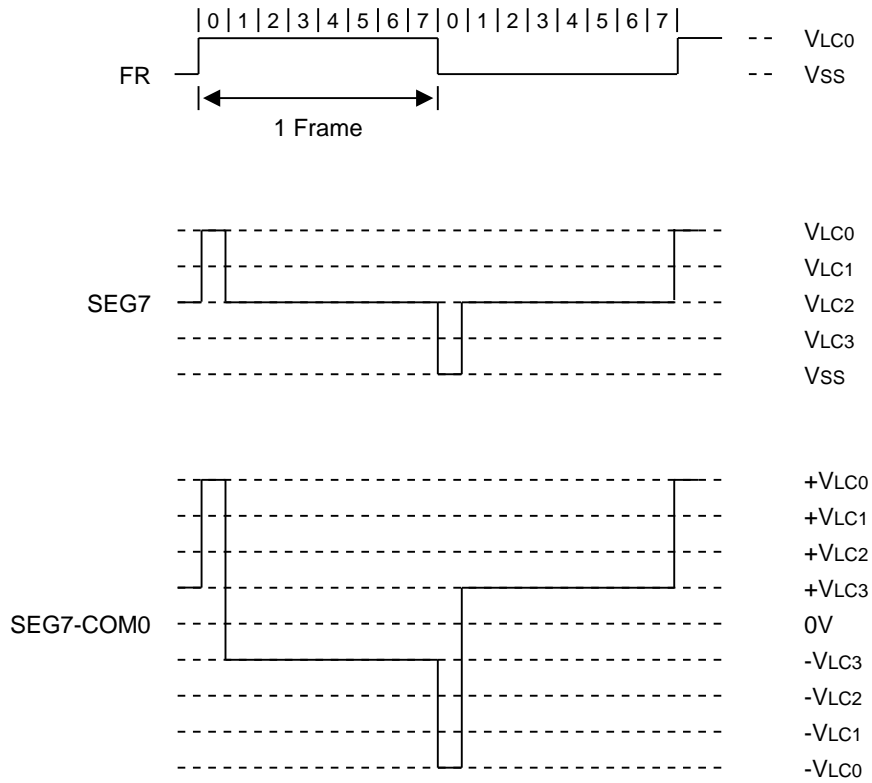 |0|1|2|3|4|5|6|7|0|1|2|3|4|5|6|7|
VLC0
FR
VSS
1 Frame
VLC0
VLC1
SEG7
VLC2
VLC3
VSS
+VLC0
+VLC1
+VLC2
+VLC3
SEG7-COM0
0V
-VLC3
-VLC2
-VLC1
-VLC0